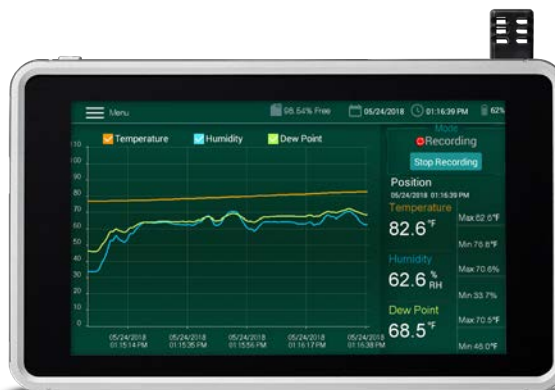 Menu
98.54% Free
05/24/2018
01:16:39 PM
62%
Temperature
Humidity
Dew Point
Mode
Recording
Stop Recording
Position
05/24/2018 01:16:39 PM
Temperature
82.6°F
Max 82.6°F
Min 76.8°F
Humidity
62.6 % RH
Max 70.6%
Min 33.7%
Dew Point
68.5°F
Max 70.5°F
Min 46.0°F
110
100
90
80
70
60
50
40
30
20
10
0
05/24/2018
01:15:14 PM
05/24/2018
01:15:35 PM
05/24/2018
01:15:56 PM
05/24/2018
01:16:17 PM
05/24/2018
01:16:38 PM